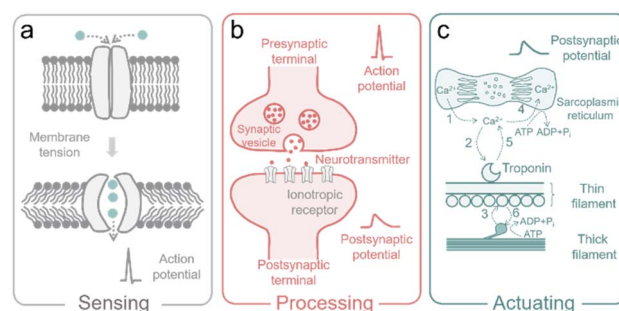 a
Membrane
tension
Action
potential
Sensing
b
Presynaptic
terminal
Action
potential
Synaptic
vesicle
Neurotransmitter
Ionotropic
receptor
Postsynaptic
potential
Postsynaptic
terminal
Processing
c
Postsynaptic
potential
Ca2+
Ca2+
4
Sarcoplasmic
reticulum
1
Ca2+
ATP ADP+Pi
2
5
Troponin
Thin
filament
3
6
ADP+Pi
ATP
Thick
filament
Actuating